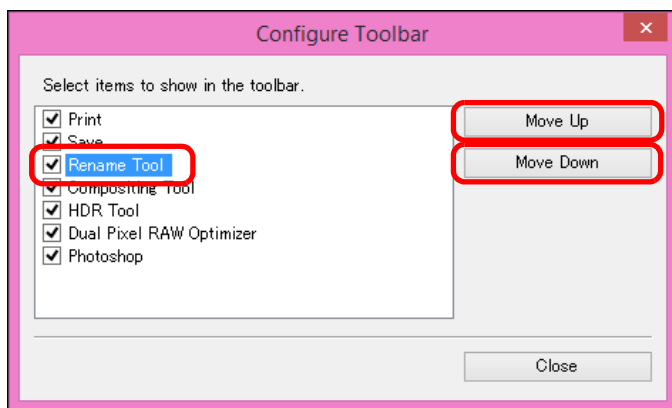 Configure Toolbar
Select items to show in the toolbar.
Print
Save
Rename Tool
Compositing Tool
HDR Tool
Dual Pixel RAW Optimizer
Photoshop
Move Up
Move Down
Close